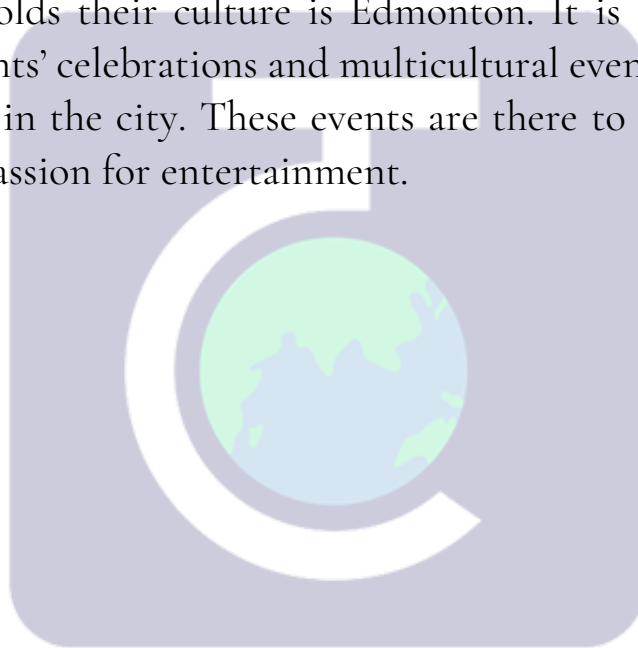 olds their culture is Edmonton. It is
nts’ celebrations and multicultural even
in the city. These events are there to
assion for entertainment.